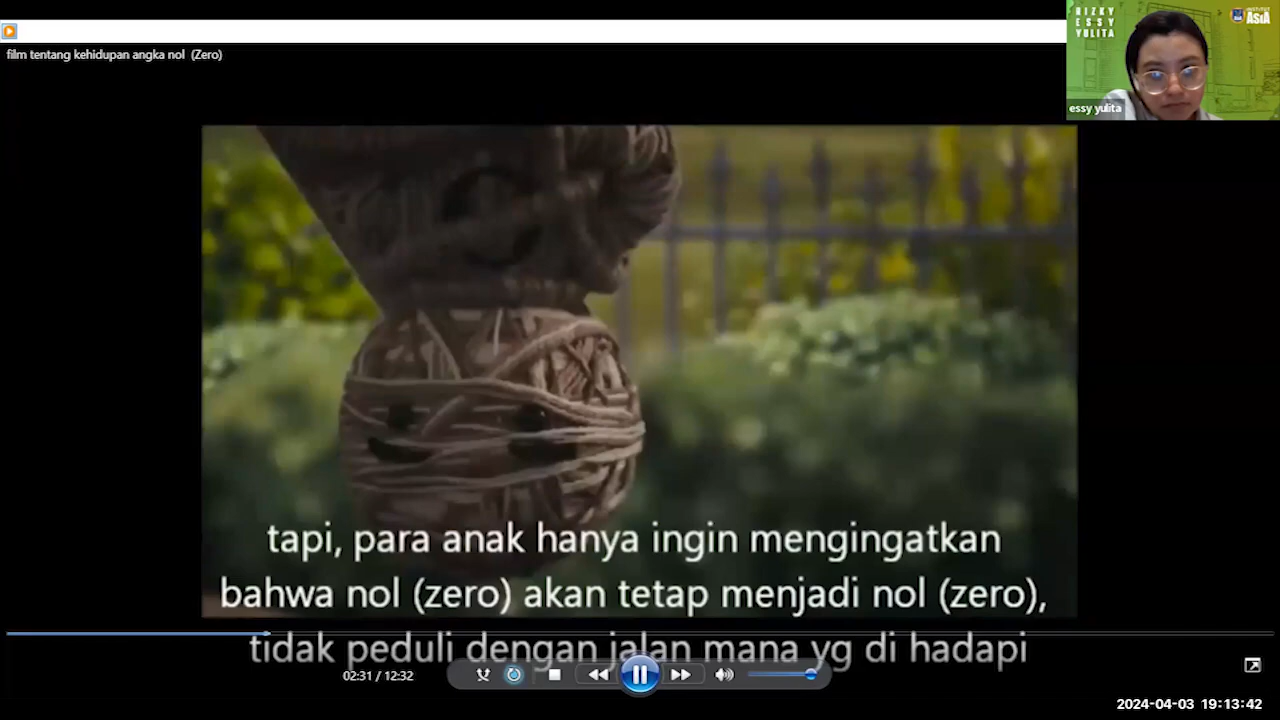 film tentang kehidupan angka nol (Zero)
RIZKY
ESSY
YULITA
INSTITUT
ASIA
essy yulita
tapi, para anak hanya ingin mengingatkan
bahwa nol (zero) akan tetap menjadi nol (zero),
tidak peduli dengan jalan mana yg di hadapi
02:31 / 12:32
2024-04-03 19:13:42